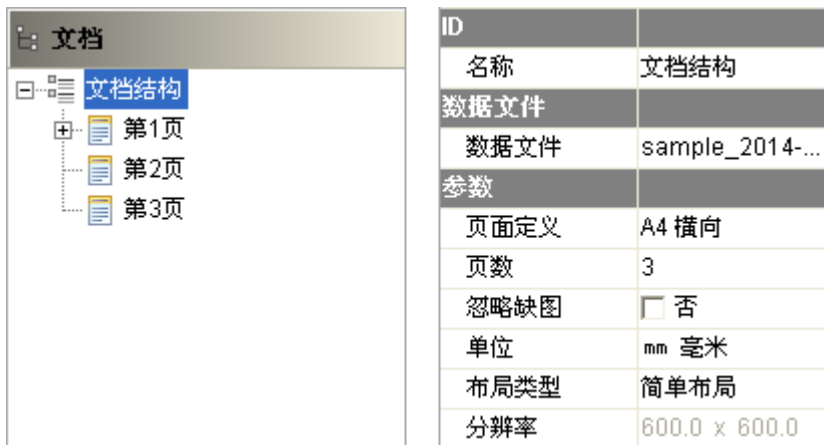 文档
文档结构
第1页
第2页
第3页
ID
名称 文档结构
数据文件
数据文件 sample_2014-...
参数
页面定义 A4 横向
页数 3
忽略缺图 否
单位 mm 毫米
布局类型 简单布局
分辨率 600.0 x 600.0